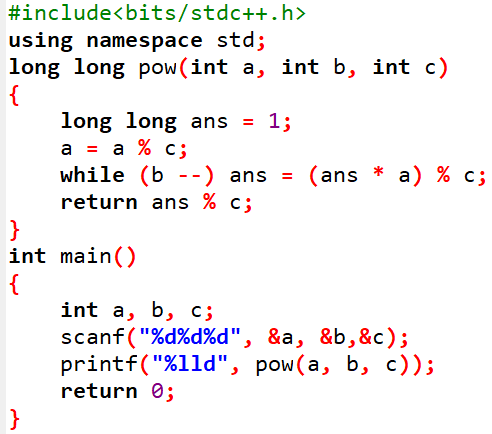 #include<bits/stdc++.h>
using namespace std;
long long pow(int a, int b, int c)
{
    long long ans = 1;
    a = a % c;
    while (b --) ans = (ans * a) % c;
    return ans % c;
}
int main()
{
    int a, b, c;
    scanf("%d%d%d", &a, &b,&c);
    printf("%lld", pow(a, b, c));
    return 0;
}